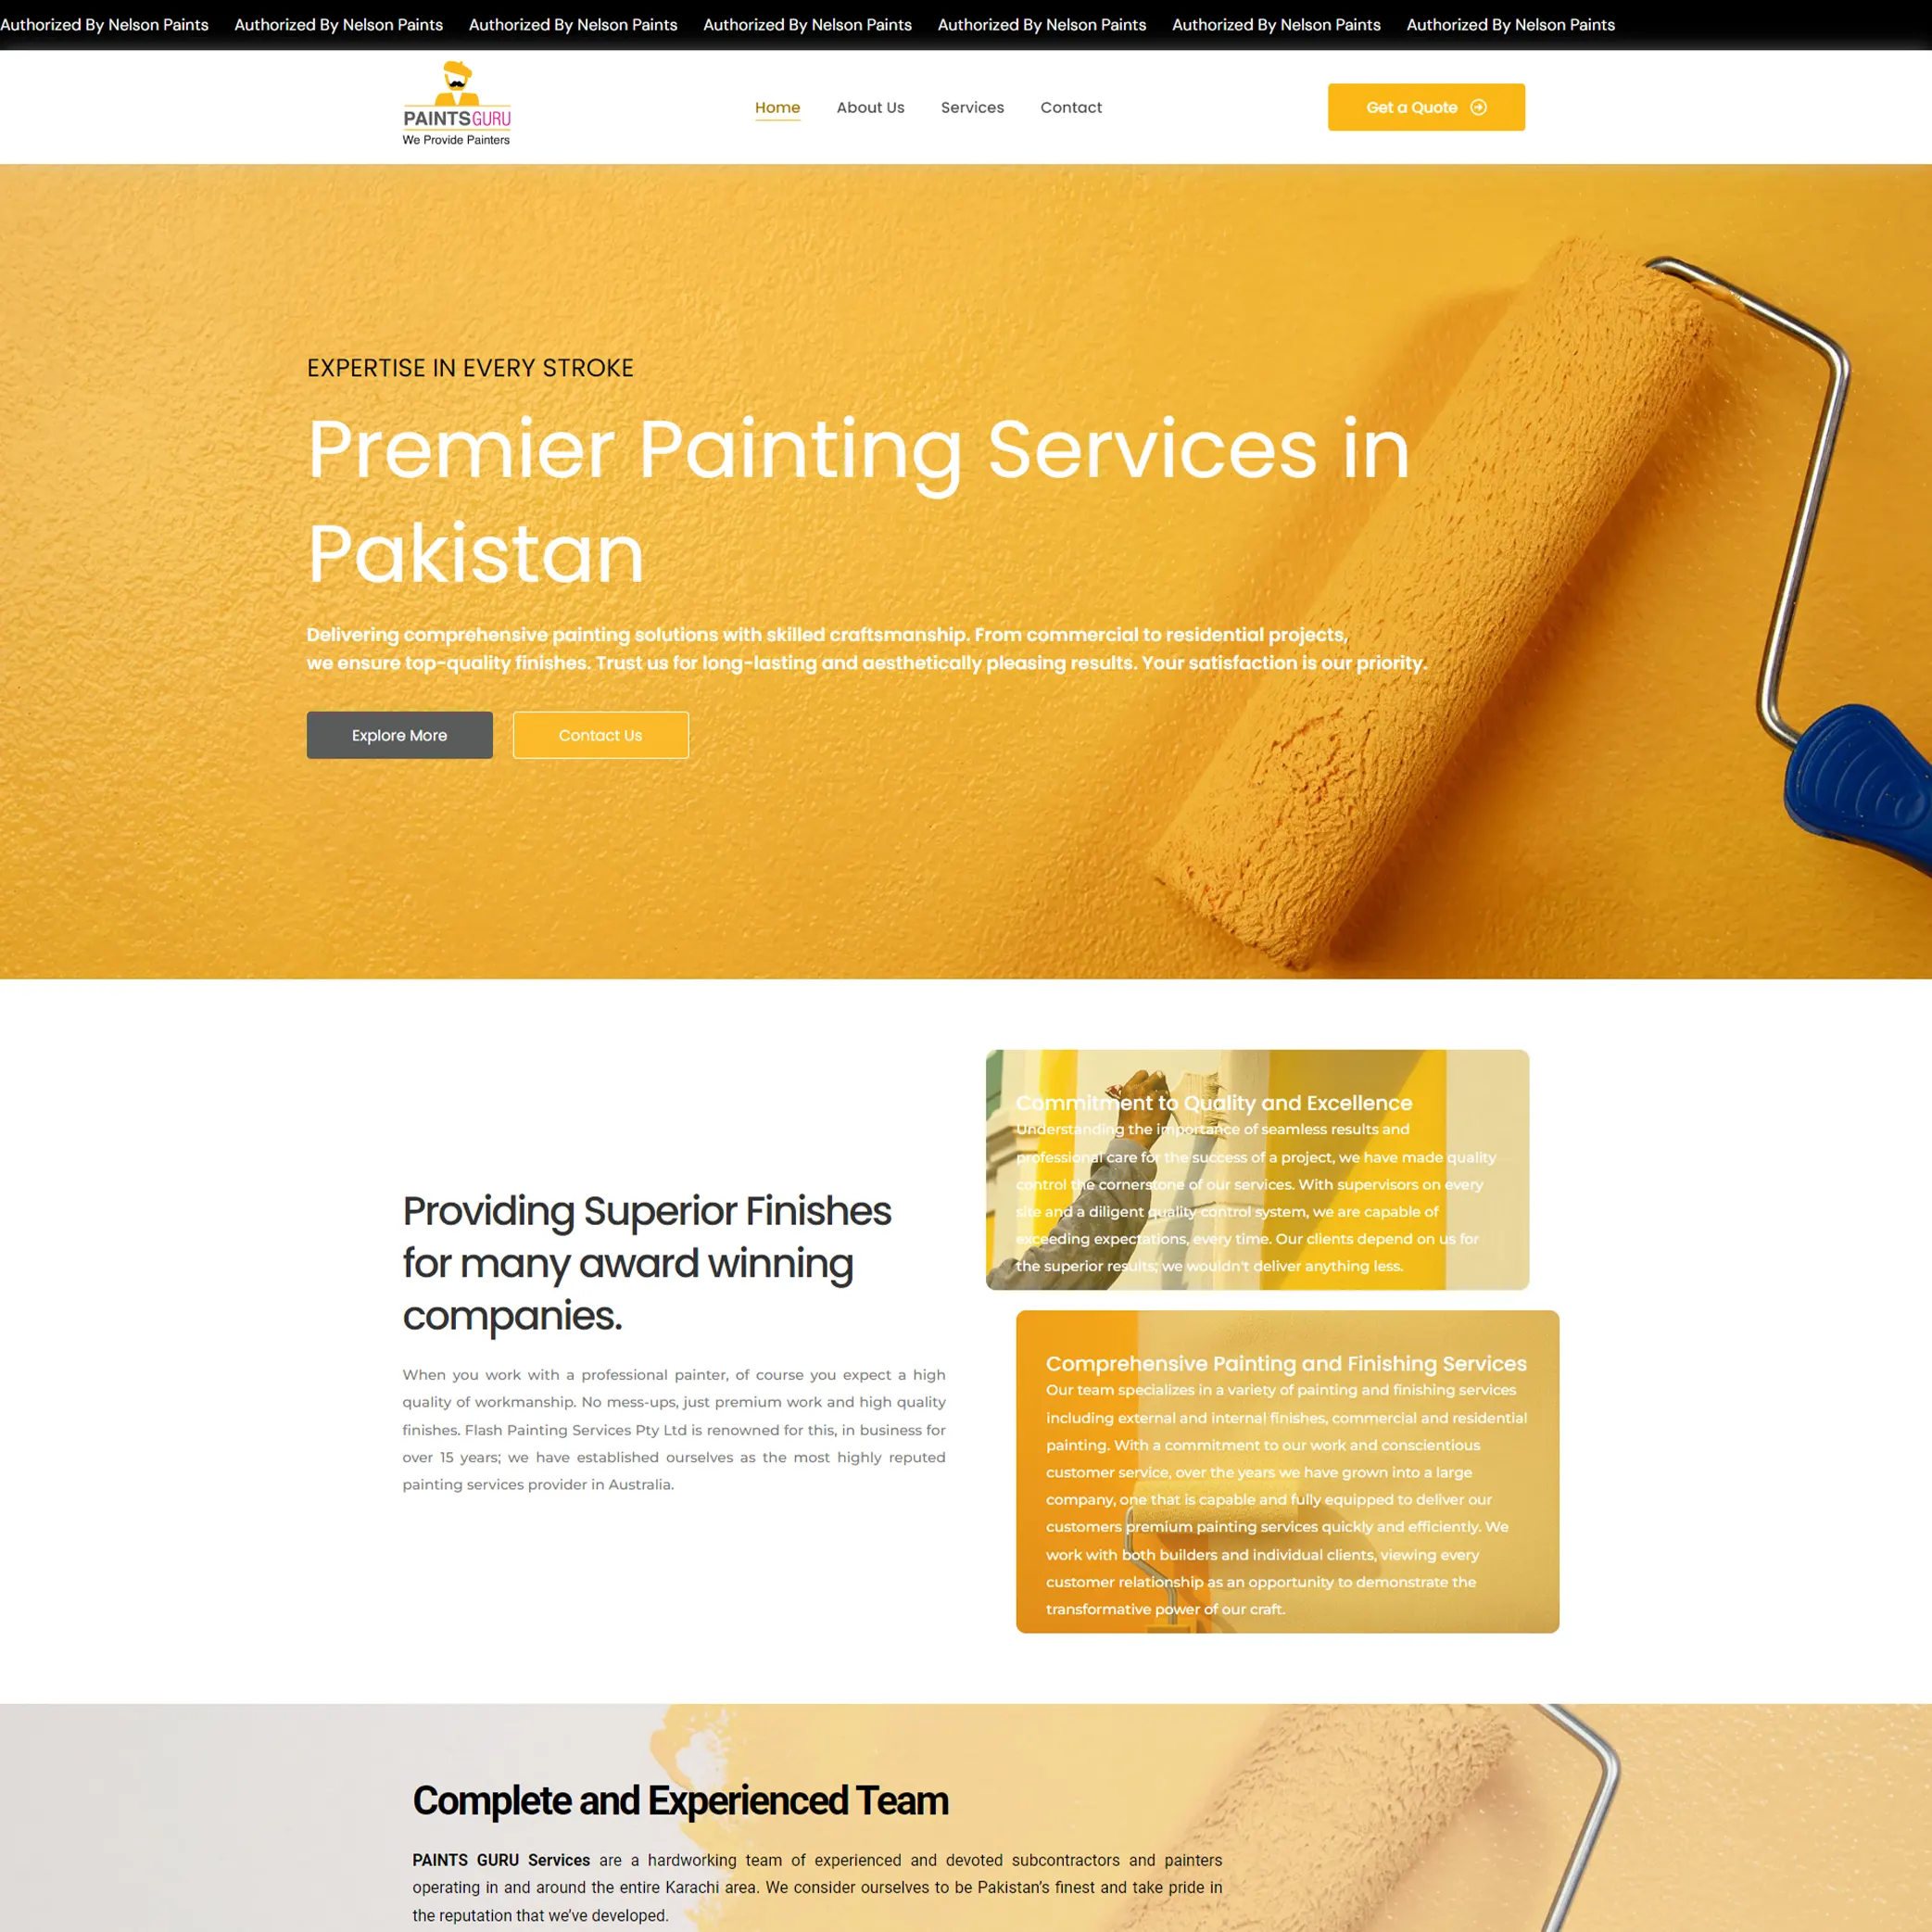 Authorized By Nelson Paints Authorized By Nelson Paints Authorized By Nelson Paints Authorized By Nelson Paints Authorized By Nelson Paints Authorized By Nelson Paints Authorized By Nelson Paints
PAINTSGURU
We Provide Painters
Home About Us Services Contact
Get a Quote
EXPERTISE IN EVERY STROKE
Premier Painting Services in
Pakistan
Delivering comprehensive painting solutions with skilled craftsmanship. From commercial to residential projects,
we ensure top-quality finishes. Trust us for long-lasting and aesthetically pleasing results. Your satisfaction is our priority.
Explore More Contact Us
Providing Superior Finishes
for many award winning
companies.
When you work with a professional painter, of course you expect a high
quality of workmanship. No mess-ups, just premium work and high quality
finishes. Flash Painting Services Pty Ltd is renowned for this, in business for
over 15 years; we have established ourselves as the most highly reputed
painting services provider in Australia.
Commitment to Quality and Excellence
Understanding the importance of seamless results and
professional care for the success of a project, we have made quality
control the cornerstone of our services. With supervisors on every
site and a diligent quality control system, we are capable of
exceeding expectations, every time. Our clients depend on us for
the superior results; we wouldn't deliver anything less.
Comprehensive Painting and Finishing Services
Our team specializes in a variety of painting and finishing services
including external and internal finishes, commercial and residential
painting. With a commitment to our work and conscientious
customer service, over the years we have grown into a large
company, one that is capable and fully equipped to deliver our
customers premium painting services quickly and efficiently. We
work with both builders and individual clients, viewing every
customer relationship as an opportunity to demonstrate the
transformative power of our craft.
Complete and Experienced Team
PAINTS GURU Services are a hardworking team of experienced and devoted subcontractors and painters
operating in and around the entire Karachi area. We consider ourselves to be Pakistan's finest and take pride in
the reputation that we've developed.